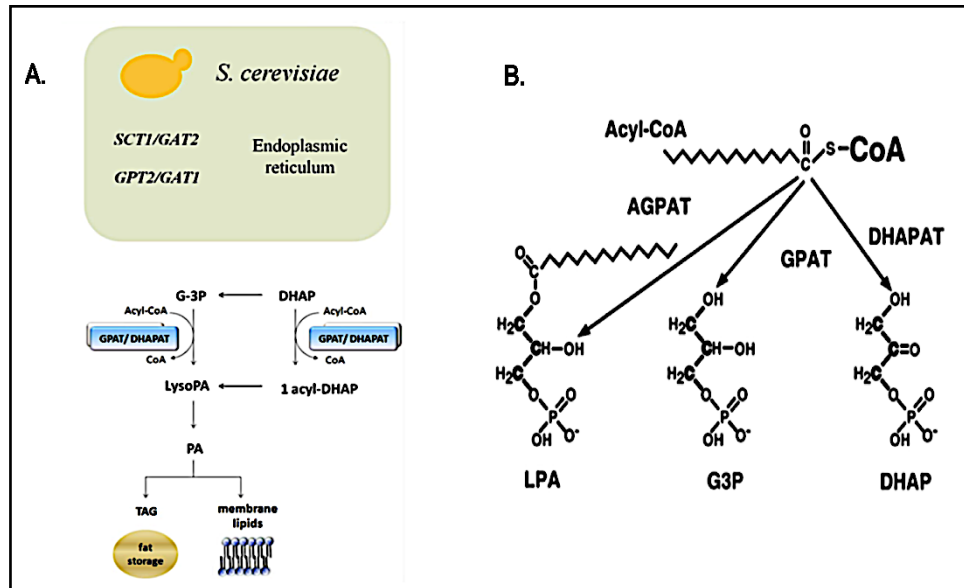 A.
S. cerevisiae
SCT1/GAT2
GPT2/GAT1
Endoplasmic
reticulum
G-3P
DHAP
Acyl-CoA
Acyl-CoA
GPAT/DHAPAT
GPAT/DHAPAT
CoA
CoA
LysoPA
1 acyl-DHAP
PA
TAG
membrane
lipids
fat
storage
B.
Acyl-CoA
O
C
S-CoA
AGPAT
GPAT
DHAPAT
O
C
O
H₂C
CH-OH
H₂C
O
P
O
OH
O⁻
LPA
OH
H₂C
CH-OH
H₂C
O
P
O
OH
O⁻
G3P
OH
H₂C
C=O
H₂C
O
P
O
OH
O⁻
DHAP